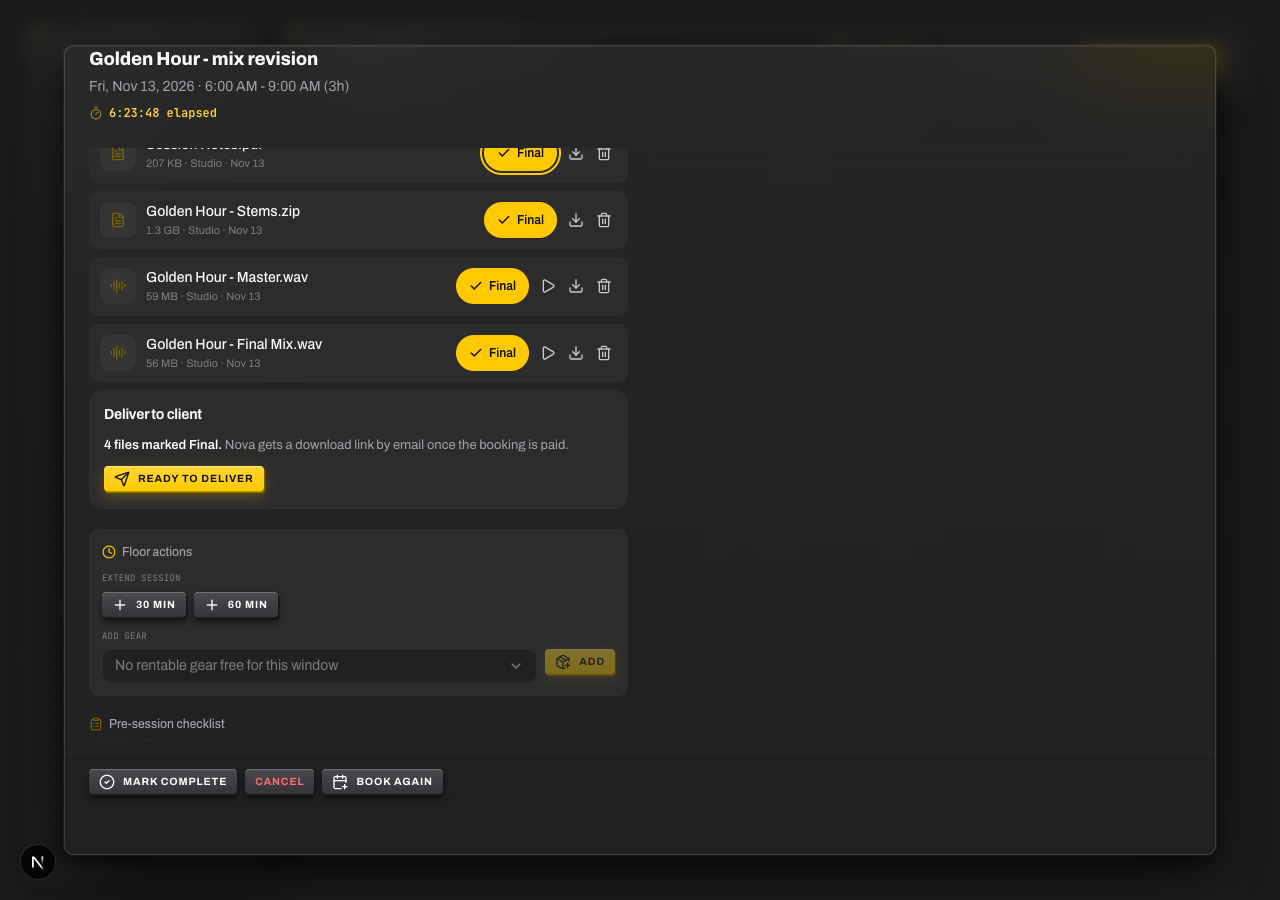 Golden Hour - mix revision
Fri, Nov 13, 2026 · 6:00 AM - 9:00 AM (3h)
6:23:48 elapsed
Final
207 KB · Studio · Nov 13
Golden Hour - Stems.zip
Final
1.3 GB · Studio · Nov 13
Golden Hour - Master.wav
Final
59 MB · Studio · Nov 13
Golden Hour - Final Mix.wav
Final
56 MB · Studio · Nov 13
Deliver to client
4 files marked Final. Nova gets a download link by email once the booking is paid.
READY TO DELIVER
Floor actions
EXTEND SESSION
30 MIN
60 MIN
ADD GEAR
No rentable gear free for this window
ADD
Pre-session checklist
MARK COMPLETE
CANCEL
BOOK AGAIN
N